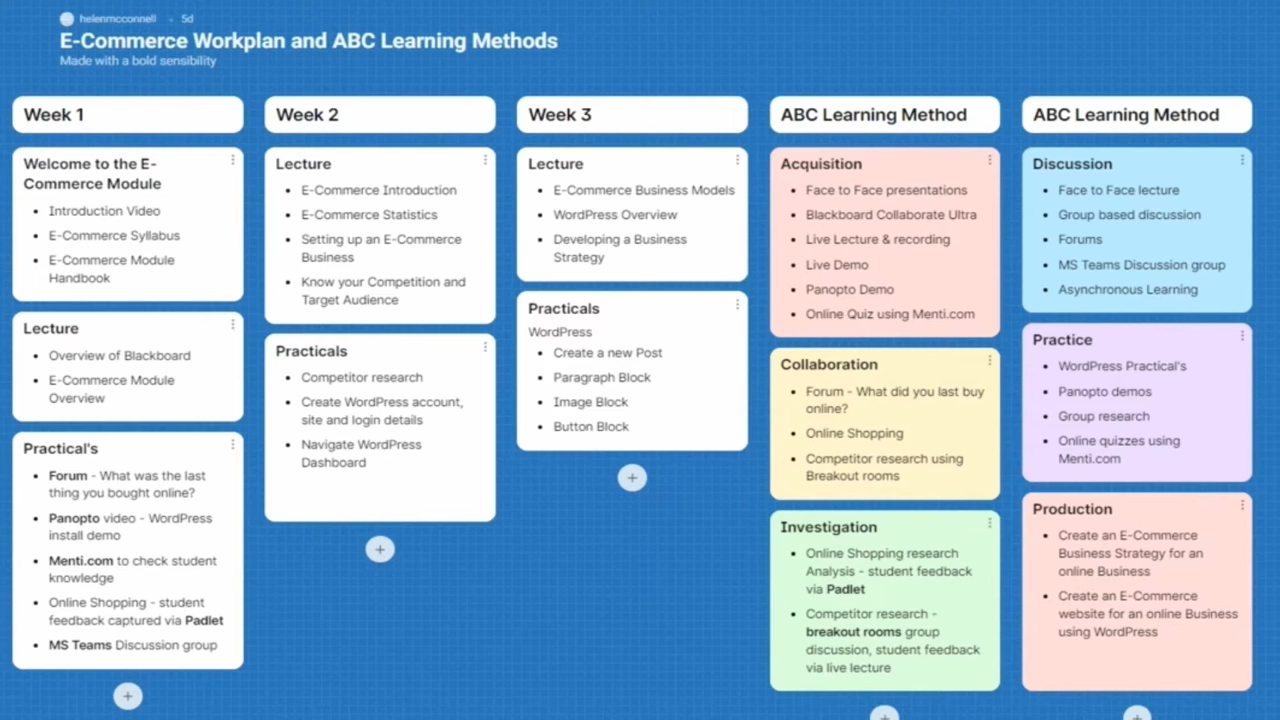 helenmcconnell • 5d
E-Commerce Workplan and ABC Learning Methods
Made with a bold sensibility
Week 1
Welcome to the E-
Commerce Module
• Introduction Video
• E-Commerce Syllabus
• E-Commerce Module
Handbook
Lecture
• Overview of Blackboard
• E-Commerce Module
Overview
Practical's
• Forum - What was the last
thing you bought online?
• Panopto video - WordPress
install demo
• Menti.com to check student
knowledge
• Online Shopping - student
feedback captured via Padlet
• MS Teams Discussion group
Week 2
Lecture
• E-Commerce Introduction
• E-Commerce Statistics
• Setting up an E-Commerce
Business
• Know your Competition and
Target Audience
Practicals
• Competitor research
• Create WordPress account,
site and login details
• Navigate WordPress
Dashboard
Week 3
Lecture
• E-Commerce Business Models
• WordPress Overview
• Developing a Business
Strategy
Practicals
WordPress
• Create a new Post
• Paragraph Block
• Image Block
• Button Block
ABC Learning Method
Acquisition
• Face to Face presentations
• Blackboard Collaborate Ultra
• Live Lecture & recording
• Live Demo
• Panopto Demo
• Online Quiz using Menti.com
Collaboration
• Forum - What did you last buy
online?
• Online Shopping
• Competitor research using
Breakout rooms
Investigation
• Online Shopping research
Analysis - student feedback
via Padlet
• Competitor research -
breakout rooms group
discussion, student feedback
via live lecture
ABC Learning Method
Discussion
• Face to Face lecture
• Group based discussion
• Forums
• MS Teams Discussion group
• Asynchronous Learning
Practice
• WordPress Practical's
• Panopto demos
• Group research
• Online quizzes using
Menti.com
Production
• Create an E-Commerce
Business Strategy for an
online Business
• Create an E-Commerce
website for an online Business
using WordPress